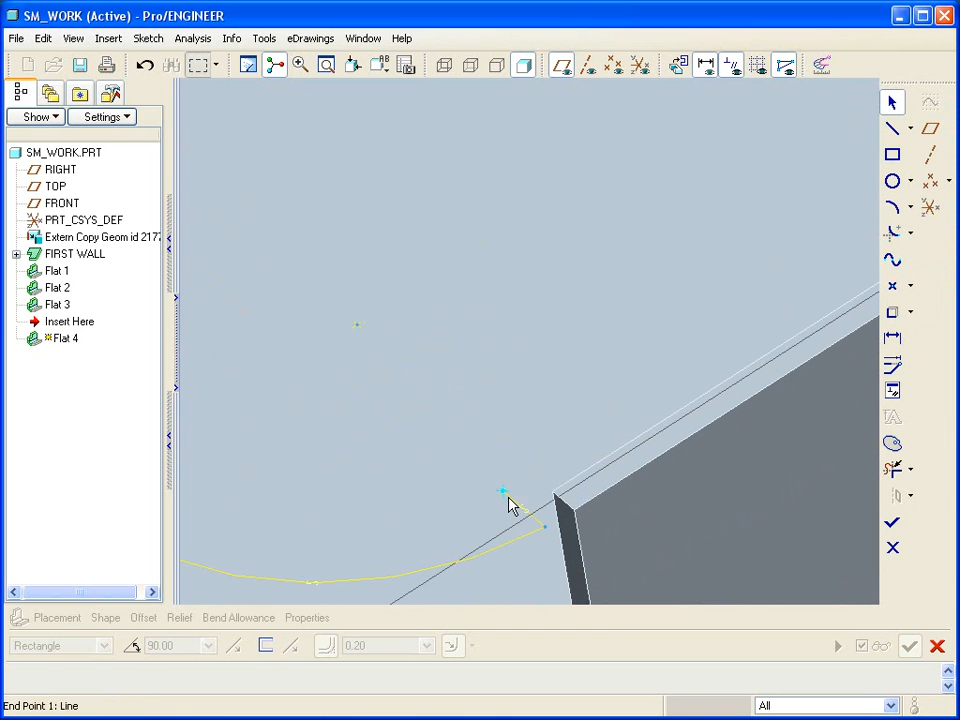 SM_WORK (Active) - Pro/ENGINEER
File Edit View Insert Sketch Analysis Info Tools eDrawings Window Help
Show Settings
SM_WORK.PRT
RIGHT
TOP
FRONT
PRT_CSYS_DEF
Extern Copy Geom id 2177
FIRST WALL
Flat 1
Flat 2
Flat 3
Insert Here
Flat 4
Placement Shape Offset Relief Bend Allowance Properties
Rectangle 90.00 0.20
End Point 1: Line All